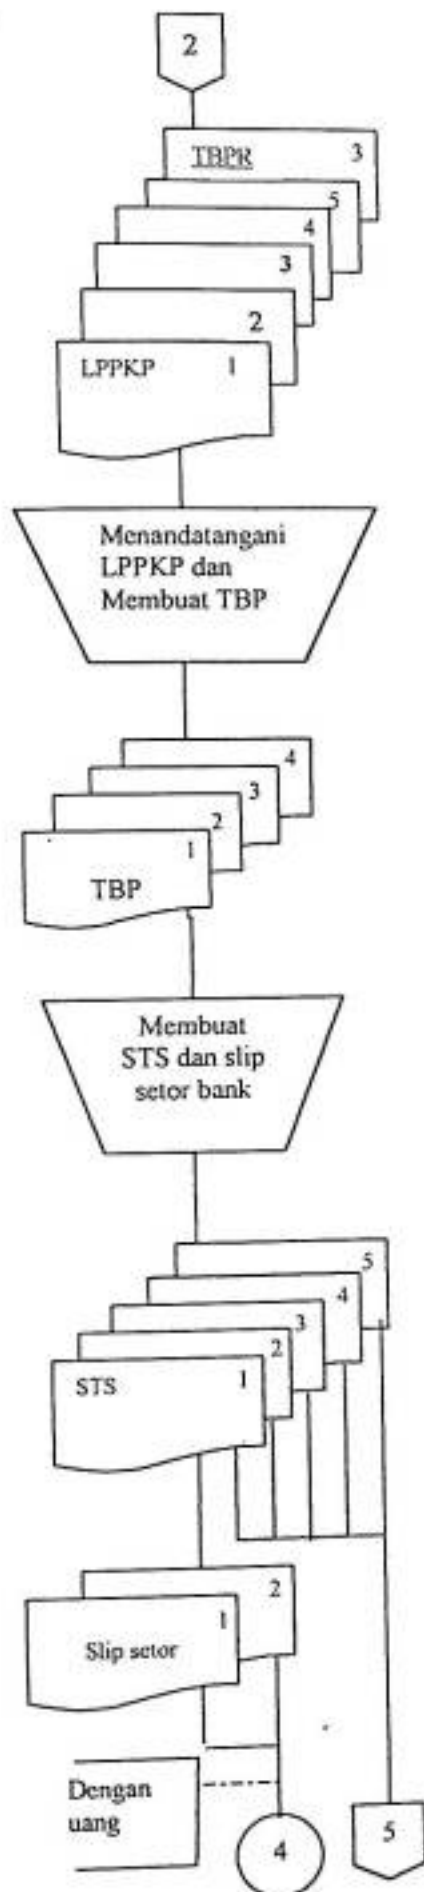 2
TBPR 3
5
4
3
2
LPPKP 1
Menandatangani
LPPKP dan
Membuat TBP
4
3
2
1
TBP
Membuat
STS dan slip
setor bank
5
4
3
2
STS 1
2
1
Slip setor
Dengan
uang
4
5